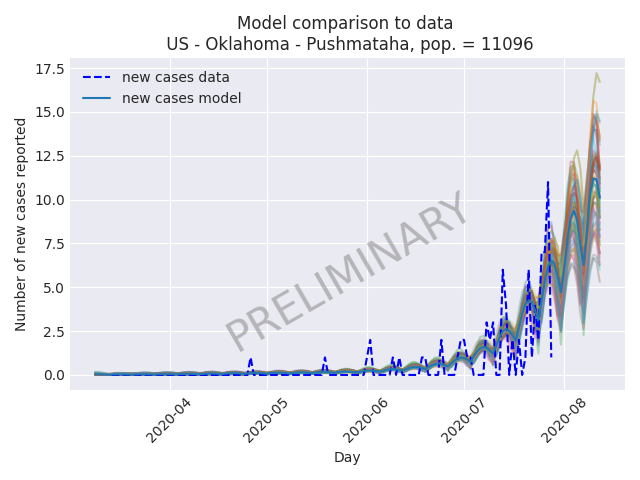 Model comparison to data
US - Oklahoma - Pushmataha, pop. = 11096
17.5
15.0
12.5
10.0
7.5
5.0
2.5
0.0
Number of new cases reported
new cases data
new cases model
PRELIMINARY
2020-04
2020-05
2020-06
2020-07
2020-08
Day